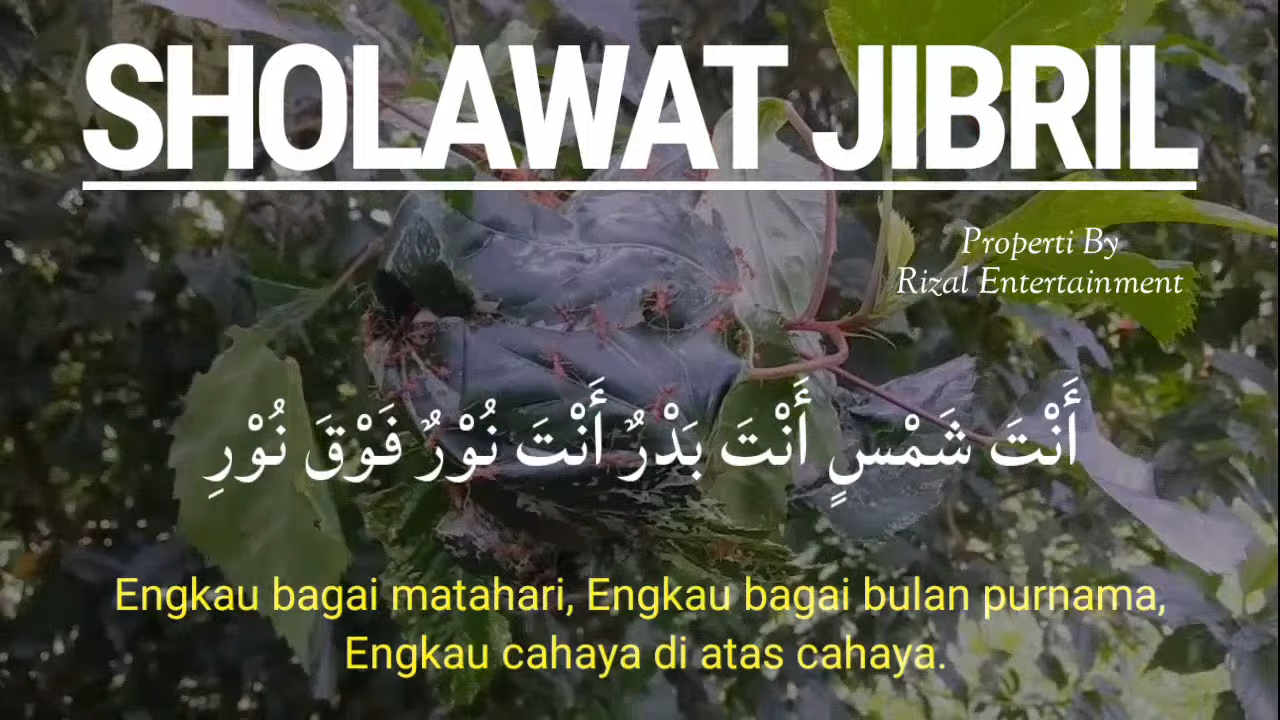 SHOLAWAT JIBRIL
Properti By
Rizal Entertainment
أَنْتَ شَمْسٍ أَنْتَ بَدْرٌ أَنْتَ نُوْرٌ فَوْقَ نُوْرِ
Engkau bagai matahari, Engkau bagai bulan purnama,
Engkau cahaya di atas cahaya.